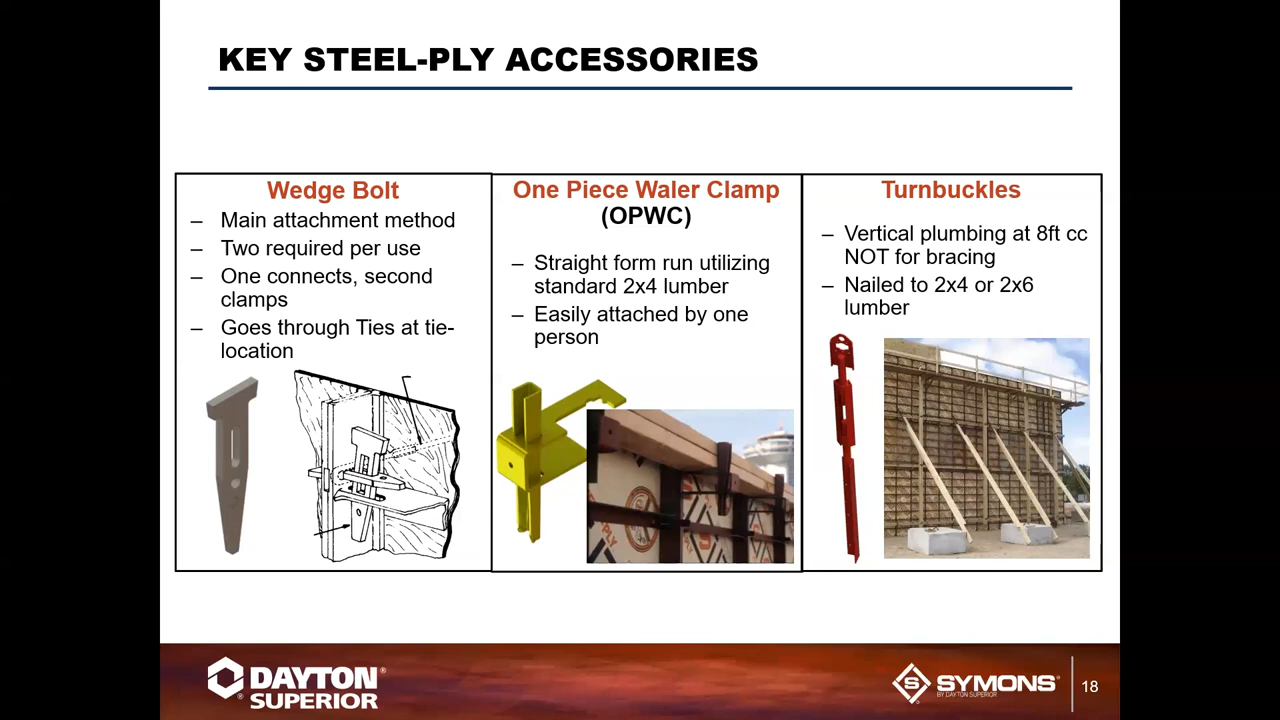 KEY STEEL-PLY ACCESSORIES
Wedge Bolt
– Main attachment method
– Two required per use
– One connects, second
clamps
– Goes through Ties at tie-
location
One Piece Waler Clamp
(OPWC)
– Straight form run utilizing
standard 2x4 lumber
– Easily attached by one
person
Turnbuckles
– Vertical plumbing at 8ft cc
NOT for bracing
– Nailed to 2x4 or 2x6
lumber
DAYTON®
®SUPERIOR
S SYMONS®
BY DAYTON SUPERIOR
18